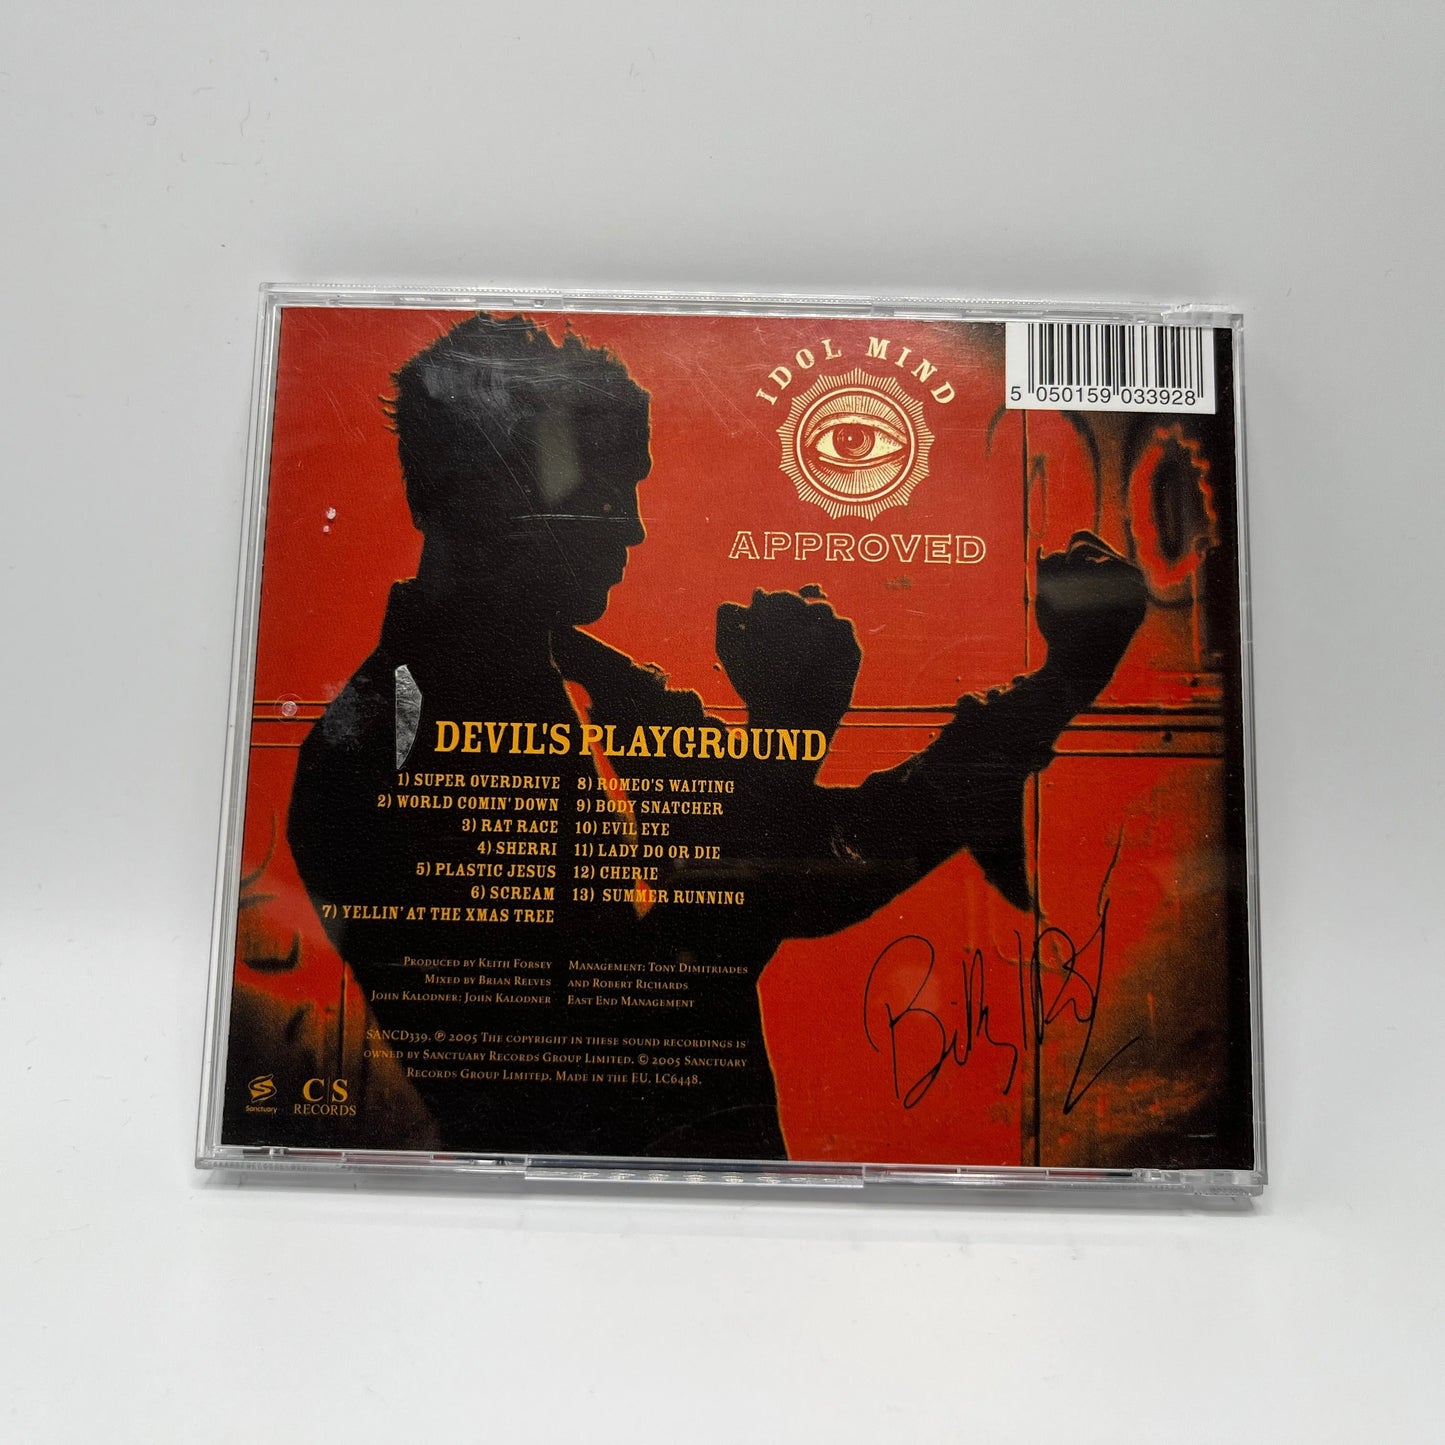 IDOL MIND
APPROVED
5 050159 033928
DEVIL'S PLAYGROUND
1) SUPER OVERDRIVE
2) WORLD COMIN' DOWN
3) RAT RACE
4) SHERRI
5) PLASTIC JESUS
6) SCREAM
7) YELLIN' AT THE XMAS TREE
8) ROMEO'S WAITING
9) BODY SNATCHER
10) EVIL EYE
11) LADY DO OR DIE
12) CHERIE
13) SUMMER RUNNING
PRODUCED BY KEITH FORSEY
MIXED BY BRIAN REEVES
JOHN KALODNER: JOHN KALODNER
MANAGEMENT: TONY DIMITRIADES
AND ROBERT RICHARDS
EAST END MANAGEMENT
SANCD339. ℗ 2005 THE COPYRIGHT IN THESE SOUND RECORDINGS IS
OWNED BY SANCTUARY RECORDS GROUP LIMITED. © 2005 SANCTUARY
RECORDS GROUP LIMITED. MADE IN THE EU. LC6448.
Sanctuary
C|S
RECORDS
Billy Idol